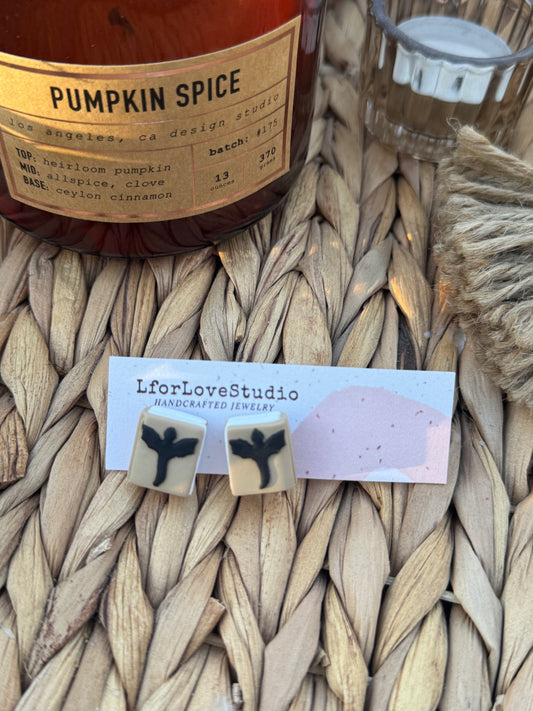 PUMPKIN SPICE
los angeles, ca design studio
TOP: heirloom pumpkin
MID: allspice, clove
BASE: ceylon cinnamon
batch: #175
13
ounces
370
grams
LforLoveStudio
HANDCRAFTED JEWELRY